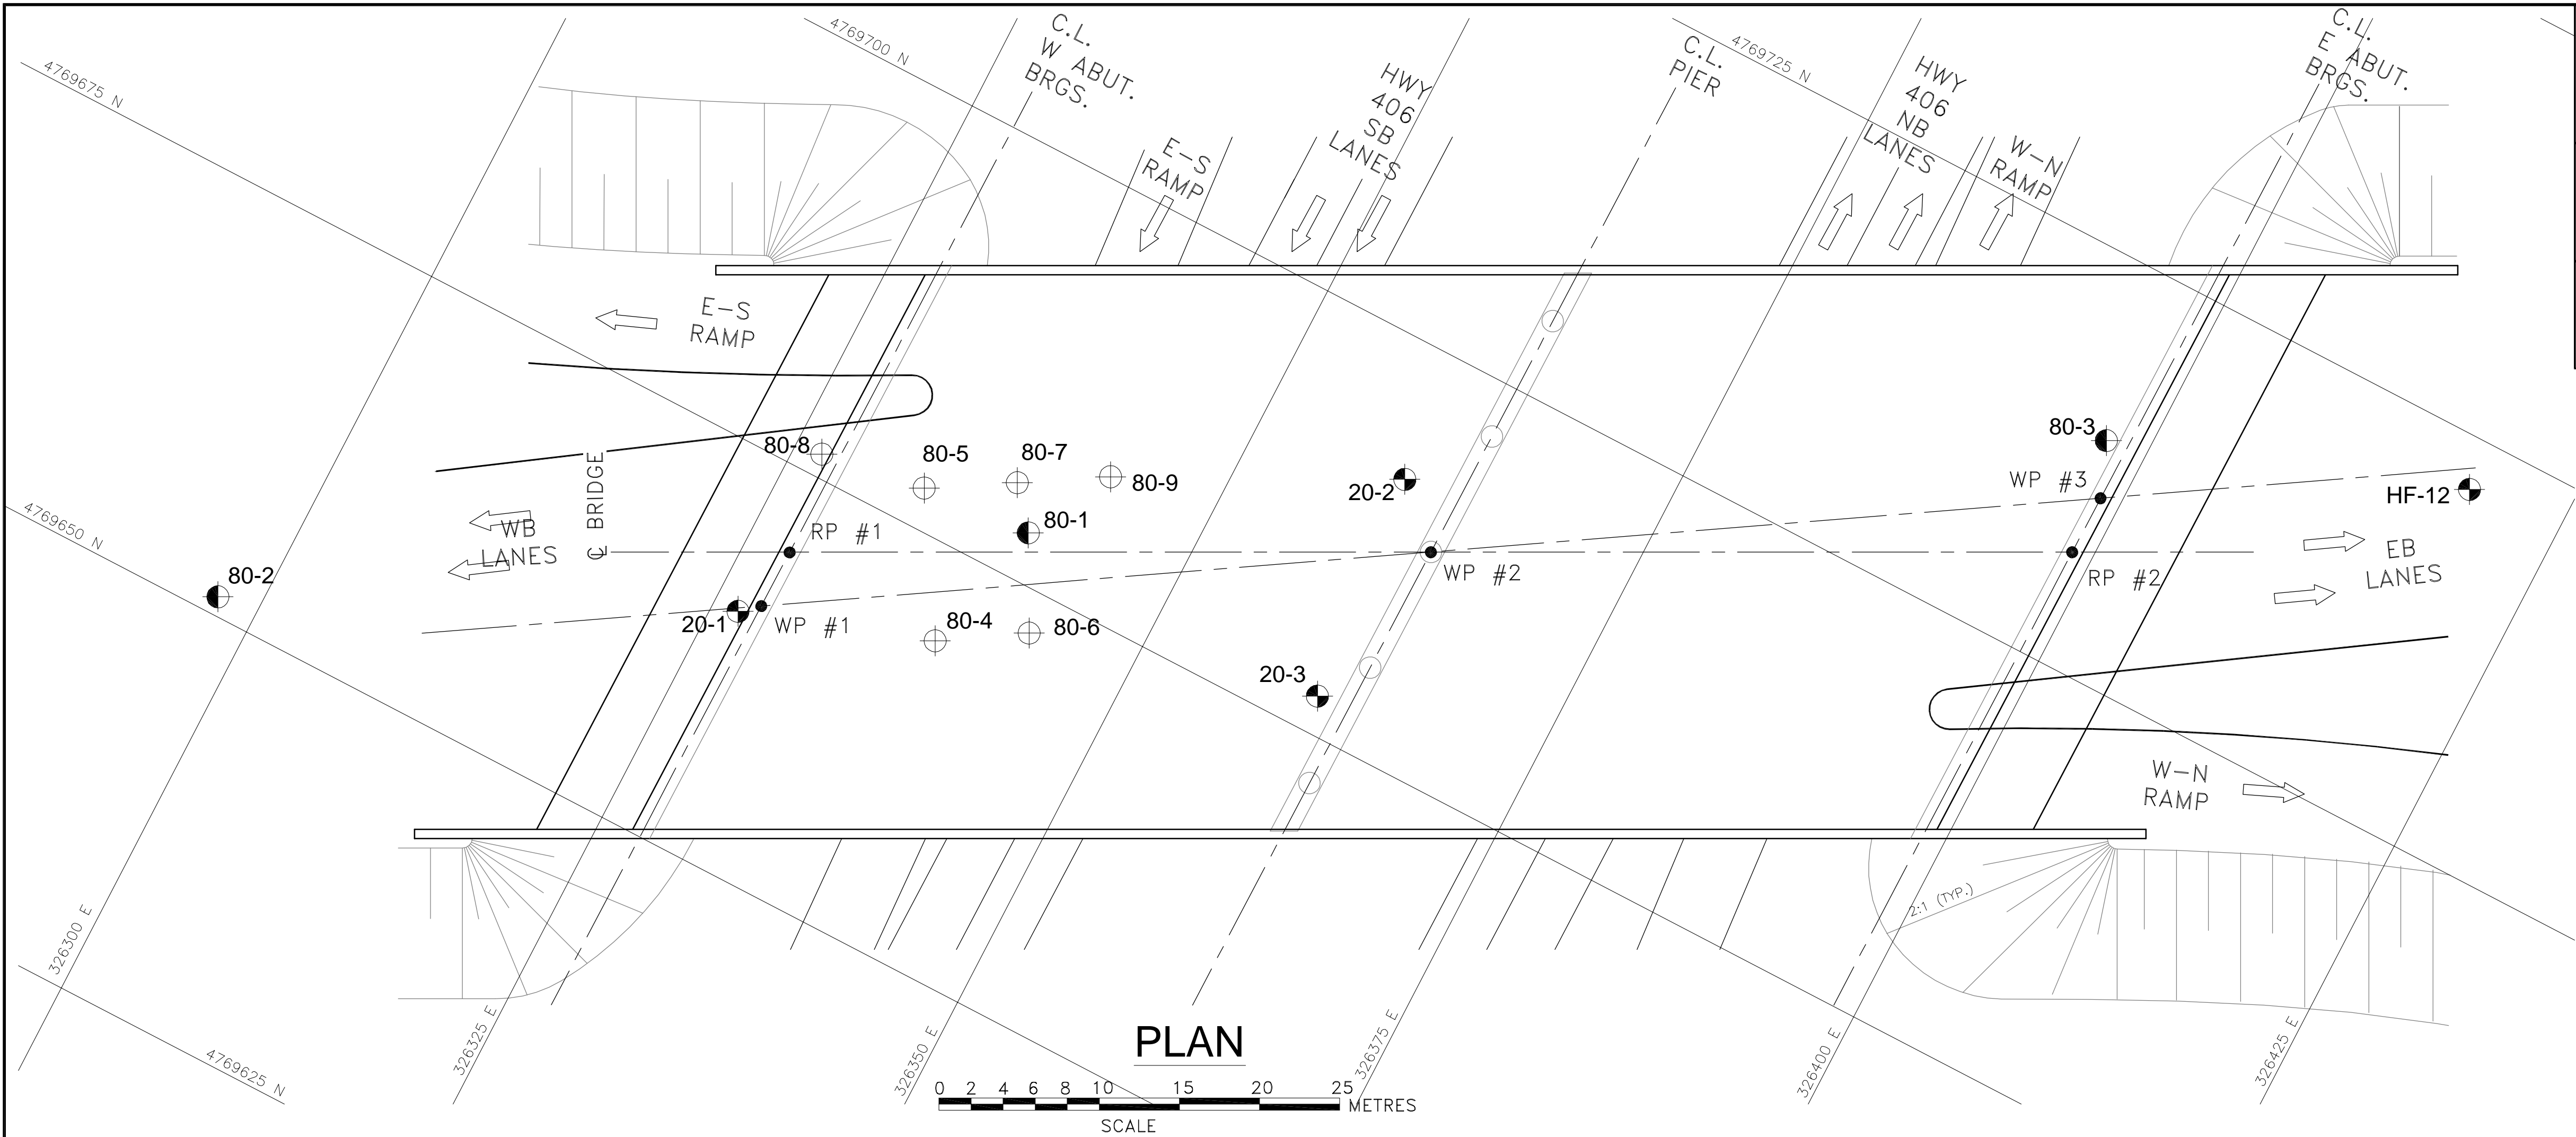 C.L.
W ABUT.
BRGS.
4769700 N
C.L.
PIER
4769725 N
C.L.
E ABUT.
BRGS.
4769675 N
HWY
406
SB
LANES
HWY
406
NB
LANES
E-S
RAMP
W-N
RAMP
E-S
RAMP
80-8
80-5
80-7
80-9
20-2
80-3
WP #3
HF-12
℄ BRIDGE
WB
LANES
RP #1
80-1
4769650 N
80-2
WP #2
RP #2
EB
LANES
20-1
WP #1
80-4
80-6
20-3
W-N
RAMP
2:1 (TYP.)
326300 E
326325 E
326350 E
326375 E
326400 E
326425 E
4769625 N
PLAN
0 2 4 6 8 10 15 20 25
METRES
SCALE